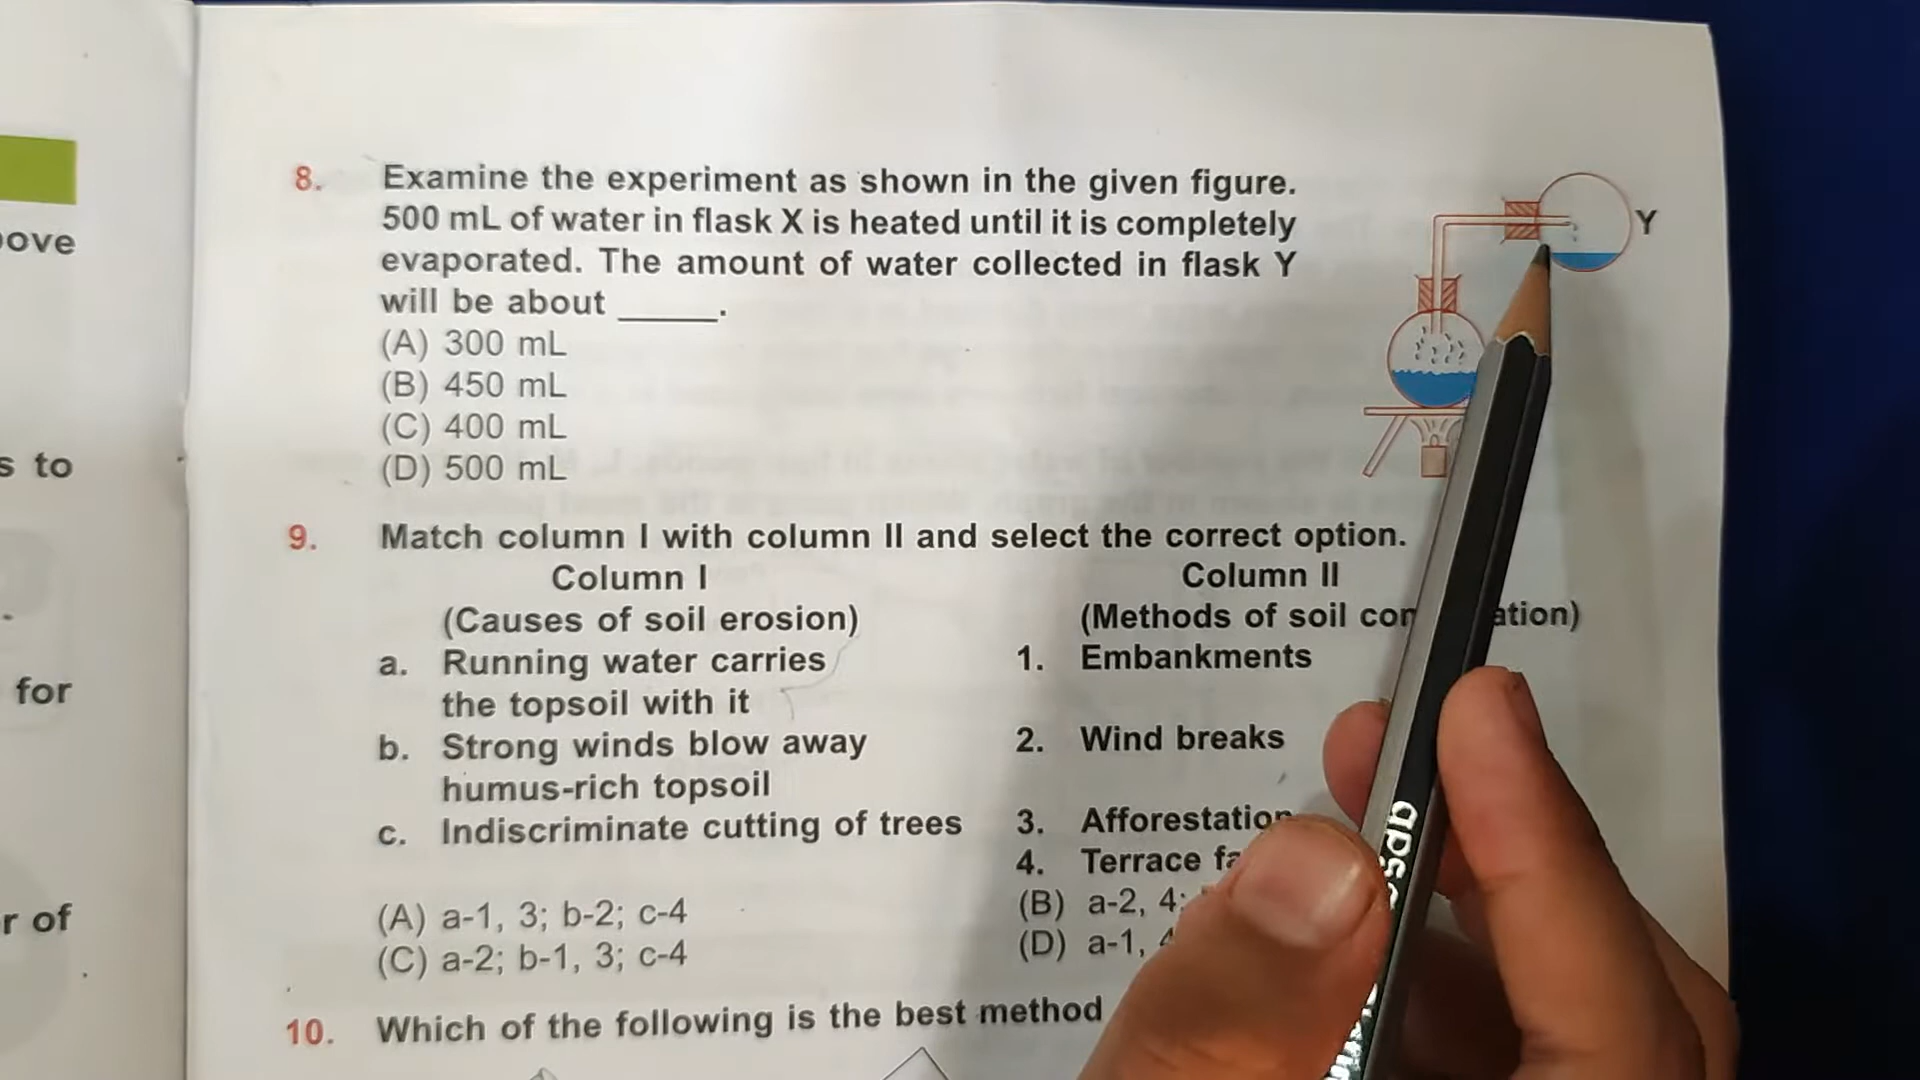 ove
s to
for
r of
8. Examine the experiment as shown in the given figure.
500 mL of water in flask X is heated until it is completely
evaporated. The amount of water collected in flask Y
will be about _____.
(A) 300 mL
(B) 450 mL
(C) 400 mL
(D) 500 mL
Y
9. Match column I with column II and select the correct option.
Column I Column II
(Causes of soil erosion) (Methods of soil
a. Running water carries 1. Embankments
the topsoil with it
b. Strong winds blow away 2. Wind breaks
humus-rich topsoil
c. Indiscriminate cutting of trees 3. Afforestation
4. Terrace
(A) a-1, 3; b-2; c-4 (B) a-2, 4;
(C) a-2; b-1, 3; c-4 (D) a-1,
10. Which of the following is the best method
apsara